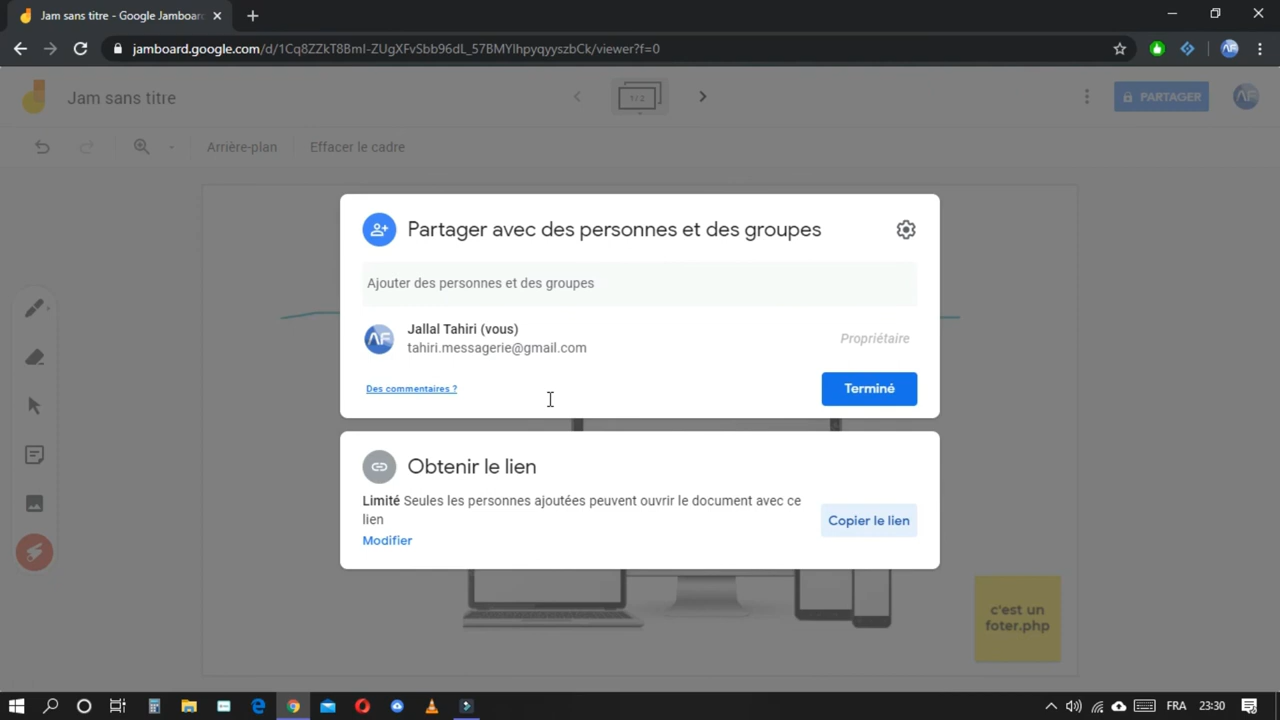 Jam sans titre - Google Jamboard
jamboard.google.com/d/1Cq8ZZkT8BmI-ZUgXFvSbb96dL_57BMYlhpyqyyszbCk/viewer?f=0
Jam sans titre
1 / 2
PARTAGER
Arrière-plan
Effacer le cadre
Partager avec des personnes et des groupes
Ajouter des personnes et des groupes
Jallal Tahiri (vous)
tahiri.messagerie@gmail.com
Propriétaire
Des commentaires ?
Terminé
Obtenir le lien
Limité Seules les personnes ajoutées peuvent ouvrir le document avec ce
lien
Copier le lien
Modifier
c'est un
foter.php
FRA
23:30